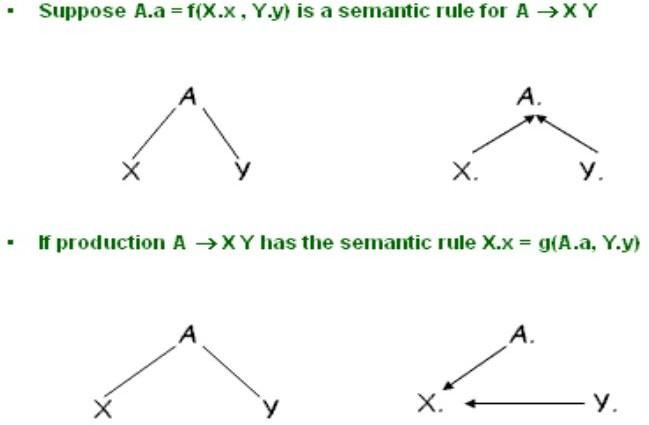 ▪ Suppose A.a = f(X.x , Y.y) is a semantic rule for A → X Y
A A.
X Y X. Y.
▪ If production A → X Y has the semantic rule X.x = g(A.a, Y.y)
A A.
X Y X. Y.